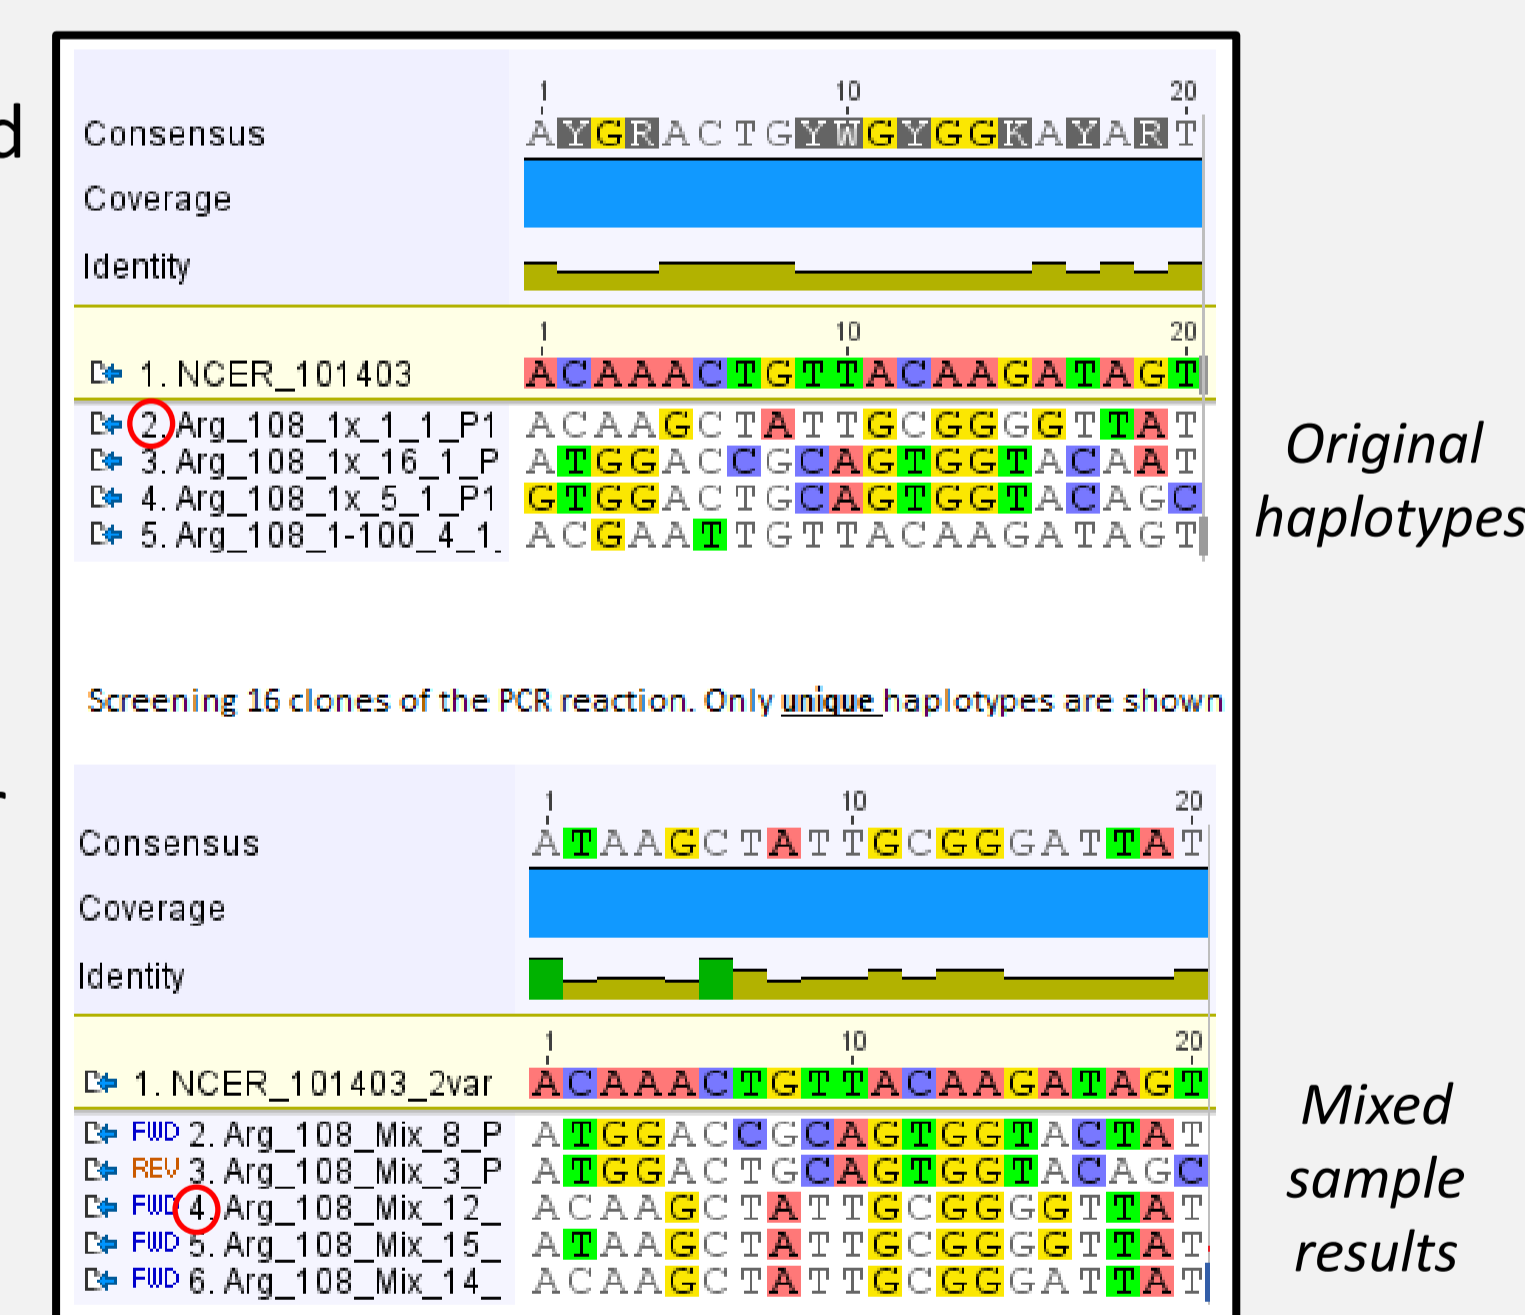 d
1 10 20
Consensus AYGRACTGYWGYGGKAYART
Coverage
Identity
1 10 20
1. NCER_101403 ACAAACTGTTACAAGATAGT
2. Arg_108_1x_1_1_P1 ACAAGCTATTGCGGGGTTAT
3. Arg_108_1x_16_1_P ATGGACCGCAGTGGTACAAT
4. Arg_108_1x_5_1_P1 GTGGACTGCAGTGGTACAGC
5. Arg_108_1-100_4_1_ ACGAATTGTTACAAGATAGT
Original
haplotypes
Screening 16 clones of the PCR reaction. Only unique haplotypes are shown
r
1 10 20
Consensus ATAAGCTATTGCGGGATTAT
Coverage
Identity
1 10 20
1. NCER_101403_2var ACAAACTGTTACAAGATAGT
FWD 2. Arg_108_Mix_8_P ATGGACCGCAGTGGTACTAT
REV 3. Arg_108_Mix_3_P ATGGACTGCAGTGGTACAGC
FWD 4. Arg_108_Mix_12_ ACAAGCTATTGCGGGGTTAT
FWD 5. Arg_108_Mix_15_ ATAAGCTATTGCGGGGTTAT
FWD 6. Arg_108_Mix_14_ ACAAGCTATTGCGGGATTAT
Mixed
sample
results